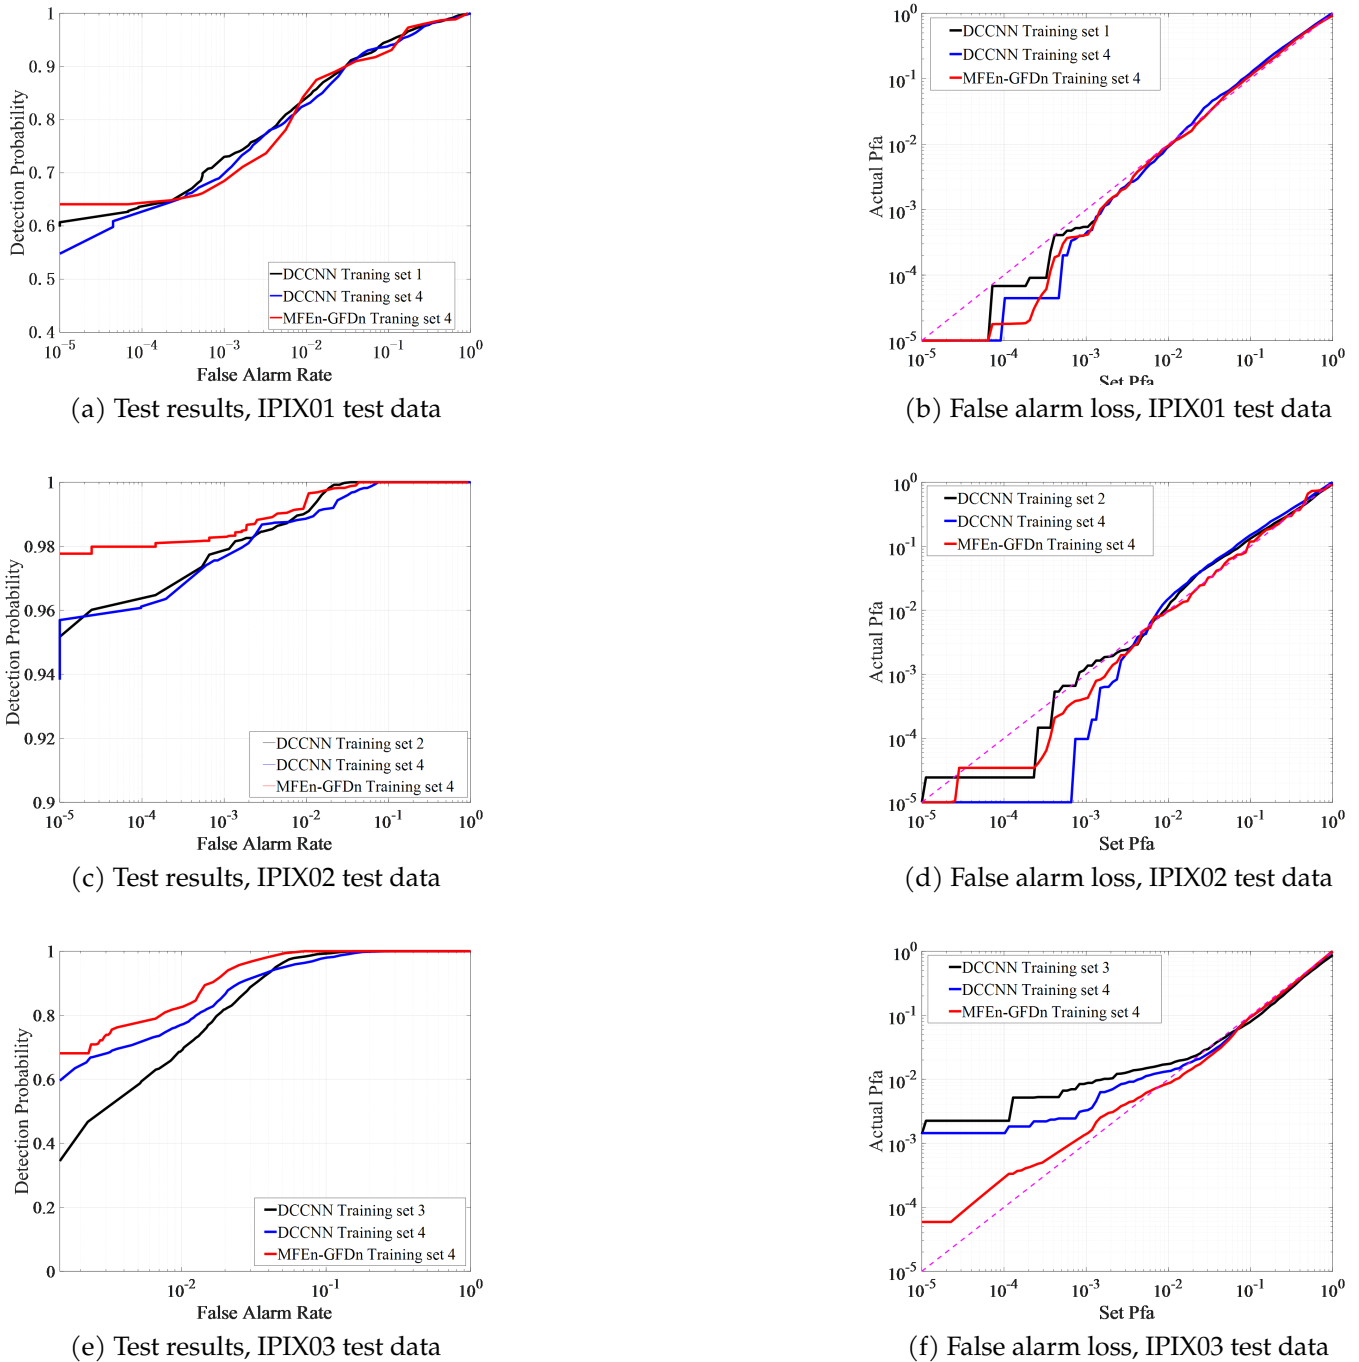 1
0.9
0.8
0.7
0.6
0.5
0.4
Detection Probability
DCCNN Traning set 1
DCCNN Traning set 4
MFEn-GFDn Traning set 4
10^-5 10^-4 10^-3 10^-2 10^-1 10^0
False Alarm Rate
(a) Test results, IPIX01 test data
10^0
10^-1
10^-2
10^-3
10^-4
10^-5
Actual Pfa
DCCNN Training set 1
DCCNN Training set 4
MFEn-GFDn Training set 4
10^-5 10^-4 10^-3 10^-2 10^-1 10^0
Set Pfa
(b) False alarm loss, IPIX01 test data
1
0.98
0.96
0.94
0.92
0.9
Detection Probability
DCCNN Training set 2
DCCNN Training set 4
MFEn-GFDn Training set 4
10^-5 10^-4 10^-3 10^-2 10^-1 10^0
False Alarm Rate
(c) Test results, IPIX02 test data
10^0
10^-1
10^-2
10^-3
10^-4
10^-5
Actual Pfa
DCCNN Training set 2
DCCNN Training set 4
MFEn-GFDn Training set 4
10^-5 10^-4 10^-3 10^-2 10^-1 10^0
Set Pfa
(d) False alarm loss, IPIX02 test data
1
0.8
0.6
0.4
0.2
0
Detection Probability
DCCNN Training set 3
DCCNN Training set 4
MFEn-GFDn Training set 4
10^-2 10^-1 10^0
False Alarm Rate
(e) Test results, IPIX03 test data
10^0
10^-1
10^-2
10^-3
10^-4
10^-5
Actual Pfa
DCCNN Training set 3
DCCNN Training set 4
MFEn-GFDn Training set 4
10^-5 10^-4 10^-3 10^-2 10^-1 10^0
Set Pfa
(f) False alarm loss, IPIX03 test data